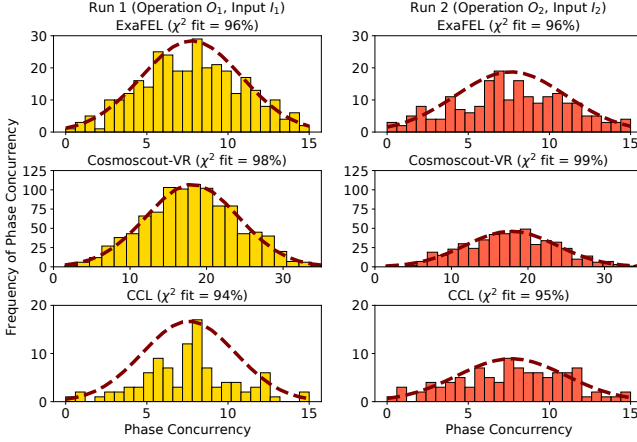 Run 1 (Operation O₁, Input I₁)
ExaFEL (χ² fit = 96%)
30
20
10
0
0 5 10 15
Run 2 (Operation O₂, Input I₂)
ExaFEL (χ² fit = 96%)
30
20
10
0
0 5 10 15
Cosmoscout-VR (χ² fit = 98%)
125
100
75
50
25
0
0 10 20 30
Cosmoscout-VR (χ² fit = 99%)
125
100
75
50
25
0
0 10 20 30
CCL (χ² fit = 94%)
20
10
0
0 5 10 15
Phase Concurrency
CCL (χ² fit = 95%)
20
10
0
0 5 10 15
Phase Concurrency
Frequency of Phase Concurrency